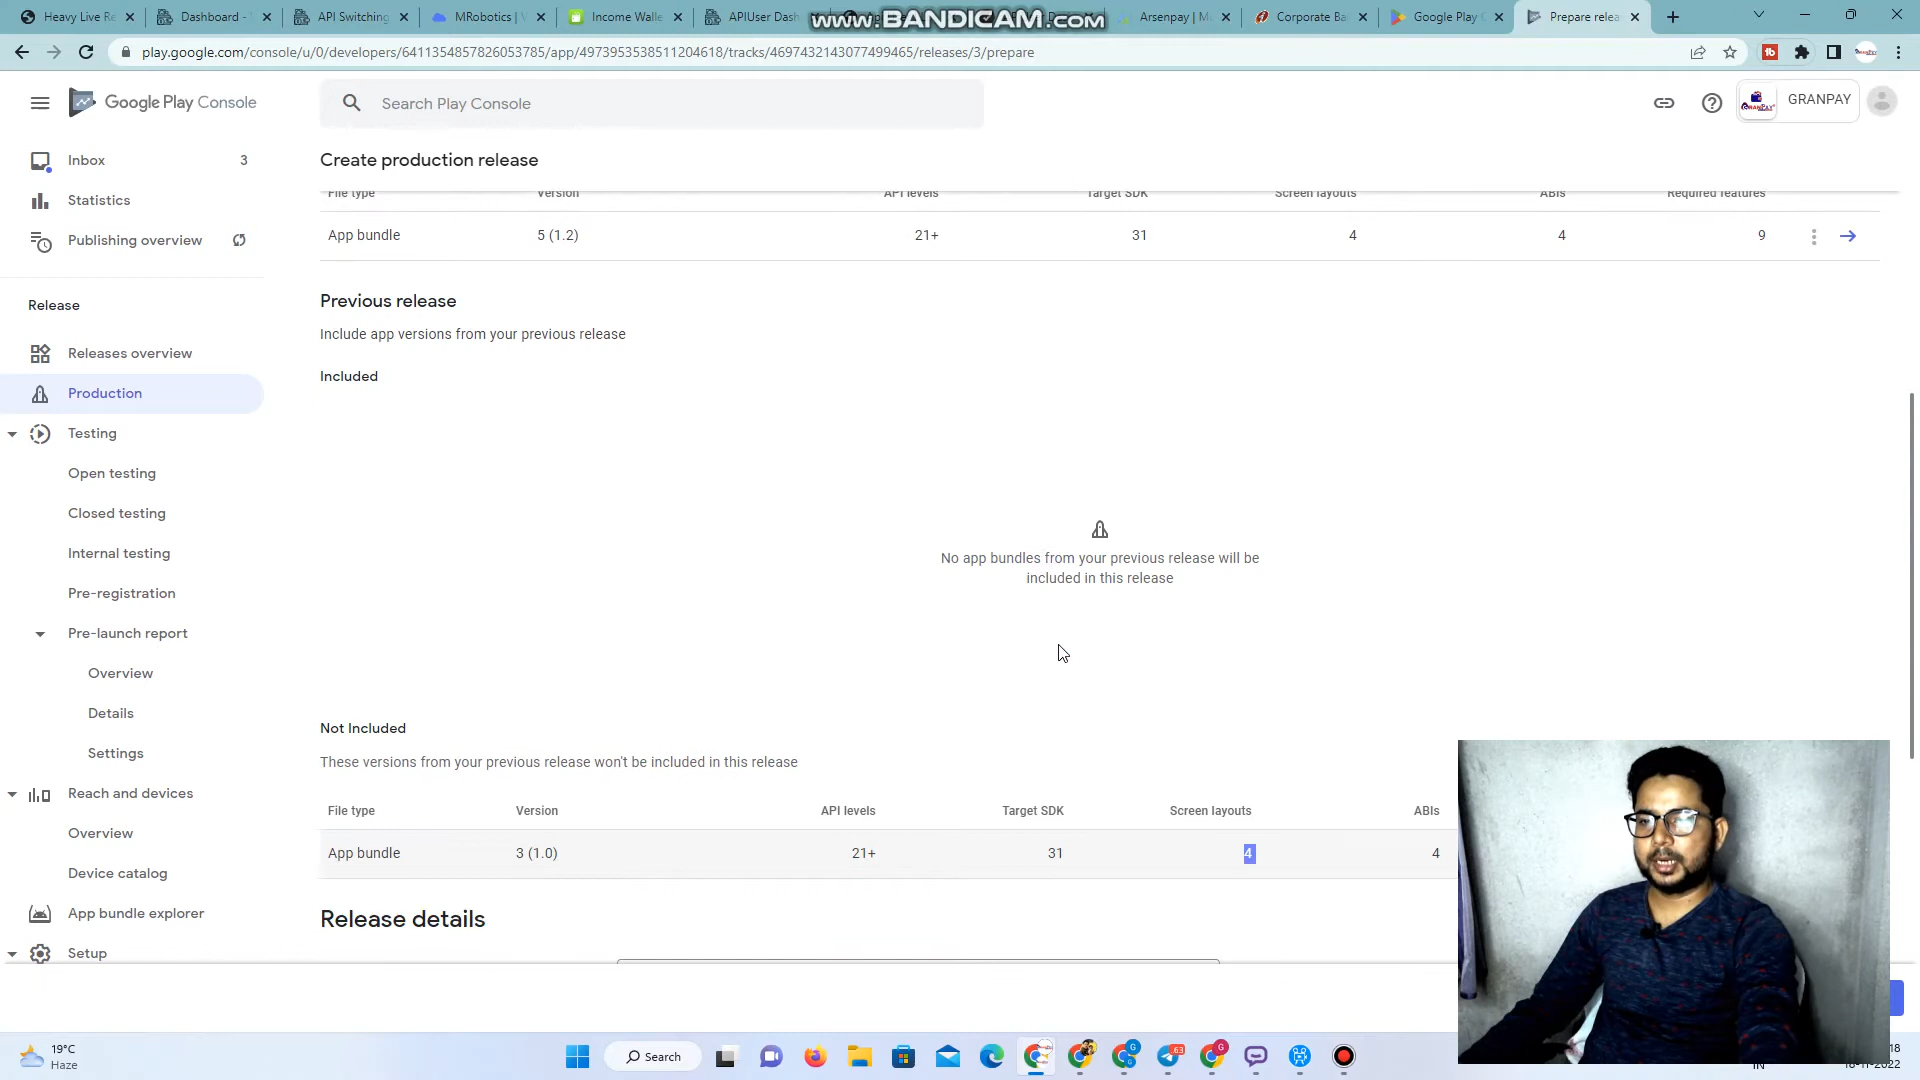 Heavy Live Re
Dashboard -
API Switching
MRobotics | \
Income Walle
APIUser Dash
www.BANDICAM.com
Arsenpay | M
Corporate Ba
Google Play C
Prepare relea
play.google.com/console/u/0/developers/6411354857826053785/app/4973953538511204618/tracks/4697432143077499465/releases/3/prepare
Google Play Console
Search Play Console
GRANPAY
Inbox 3
Statistics
Publishing overview
Release
Releases overview
Production
Testing
Open testing
Closed testing
Internal testing
Pre-registration
Pre-launch report
Overview
Details
Settings
Reach and devices
Overview
Device catalog
App bundle explorer
Setup
Create production release
File type Version API levels Target SDK Screen layouts ABIs Required features
App bundle 5 (1.2) 21+ 31 4 4 9
Previous release
Include app versions from your previous release
Included
No app bundles from your previous release will be
included in this release
Not Included
These versions from your previous release won't be included in this release
File type Version API levels Target SDK Screen layouts ABIs
App bundle 3 (1.0) 21+ 31 4 4
Release details
19°C
Haze
Search
63
18
IN